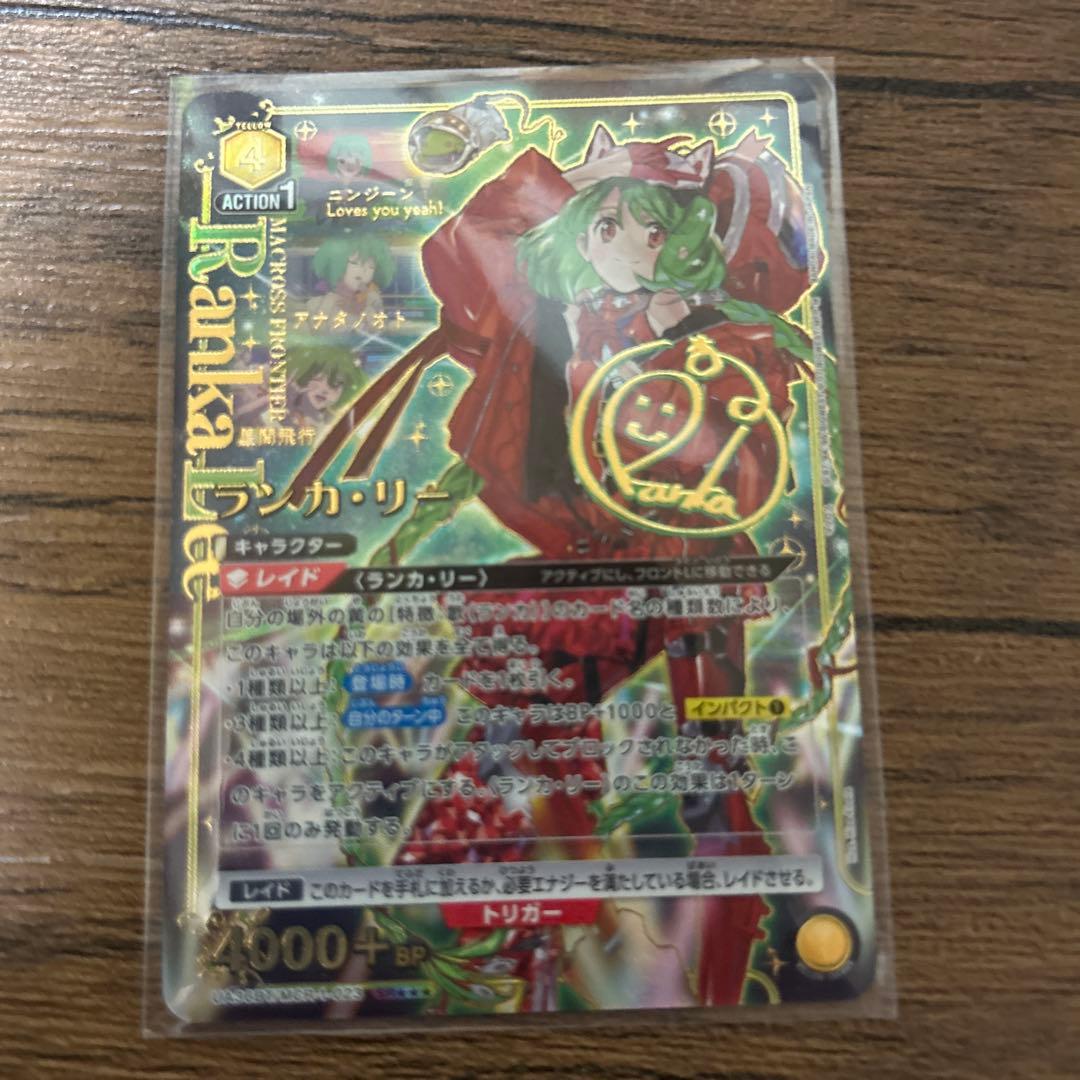 YELLOW
4
ACTION 1
MACROSS FRONTIER
Ranka Lee
ニンジーン
Loves you yeah!
アナタノオト
星間飛行
Ranka
ランカ・リー
キャラクター
レイド 〈ランカ・リー〉 アクティブにし、フロントLに移動できる
自分の場外の黄の[特徴:歌(ランカ)]のカード名の種類数により、
このキャラは以下の効果を全て得る。
・1種類以上:登場時 カードを1枚引く。
・3種類以上:自分のターン中 このキャラはBP+1000と インパクト1
・4種類以上:このキャラがアタックしてブロックされなかった時、こ
のキャラをアクティブにする。〈ランカ・リー〉のこの効果は1ターン
に1回のみ発動する。
レイド このカードを手札に加えるか、必要エナジーを満たしている場合、レイドさせる。
トリガー
4000+ BP
SR★★★